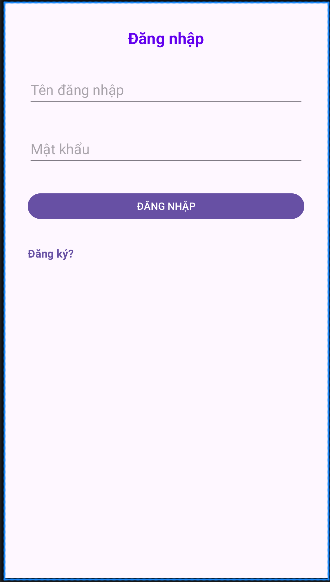 Đăng nhập
Tên đăng nhập
Mật khẩu
ĐĂNG NHẬP
Đăng ký?